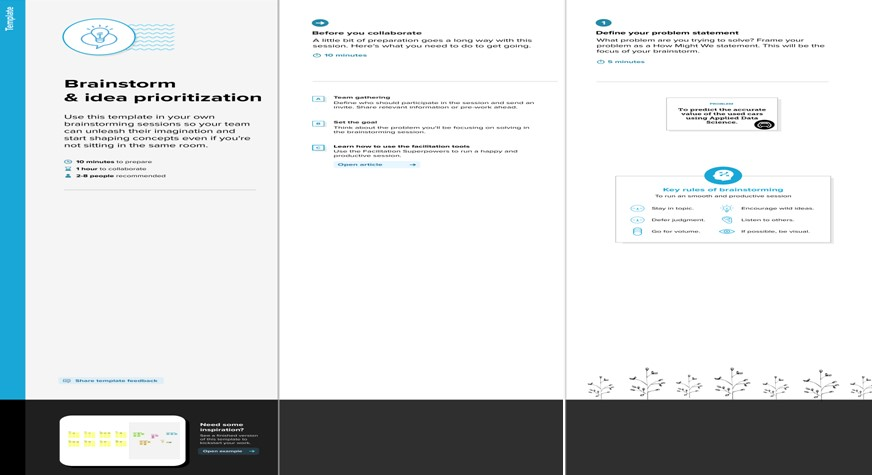 Template
Brainstorm
& idea prioritization
Use this template in your own
brainstorming sessions so your team
can unleash their imagination and
start shaping concepts even if you're
not sitting in the same room.
10 minutes to prepare
1 hour to collaborate
2-8 people recommended
Share template feedback
Need some
inspiration?
See a finished version
of this template to
kickstart your work.
Open example
Before you collaborate
A little bit of preparation goes a long way with this
session. Here's what you need to do to get going.
10 minutes
A
Team gathering
Define who should participate in the session and send an
invite. Share relevant information or pre-work ahead.
B
Set the goal
Think about the problem you'll be focusing on solving in
the brainstorming session.
C
Learn how to use the facilitation tools
Use the Facilitation Superpowers to run a happy and
productive session.
Open article
1
Define your problem statement
What problem are you trying to solve? Frame your
problem as a How Might We statement. This will be the
focus of your brainstorm.
5 minutes
PROBLEM
To predict the accurate
value of the used cars
using Applied Data
Science.
Key rules of brainstorming
To run an smooth and productive session
Stay in topic.
Encourage wild ideas.
Defer judgment.
Listen to others.
Go for volume.
If possible, be visual.